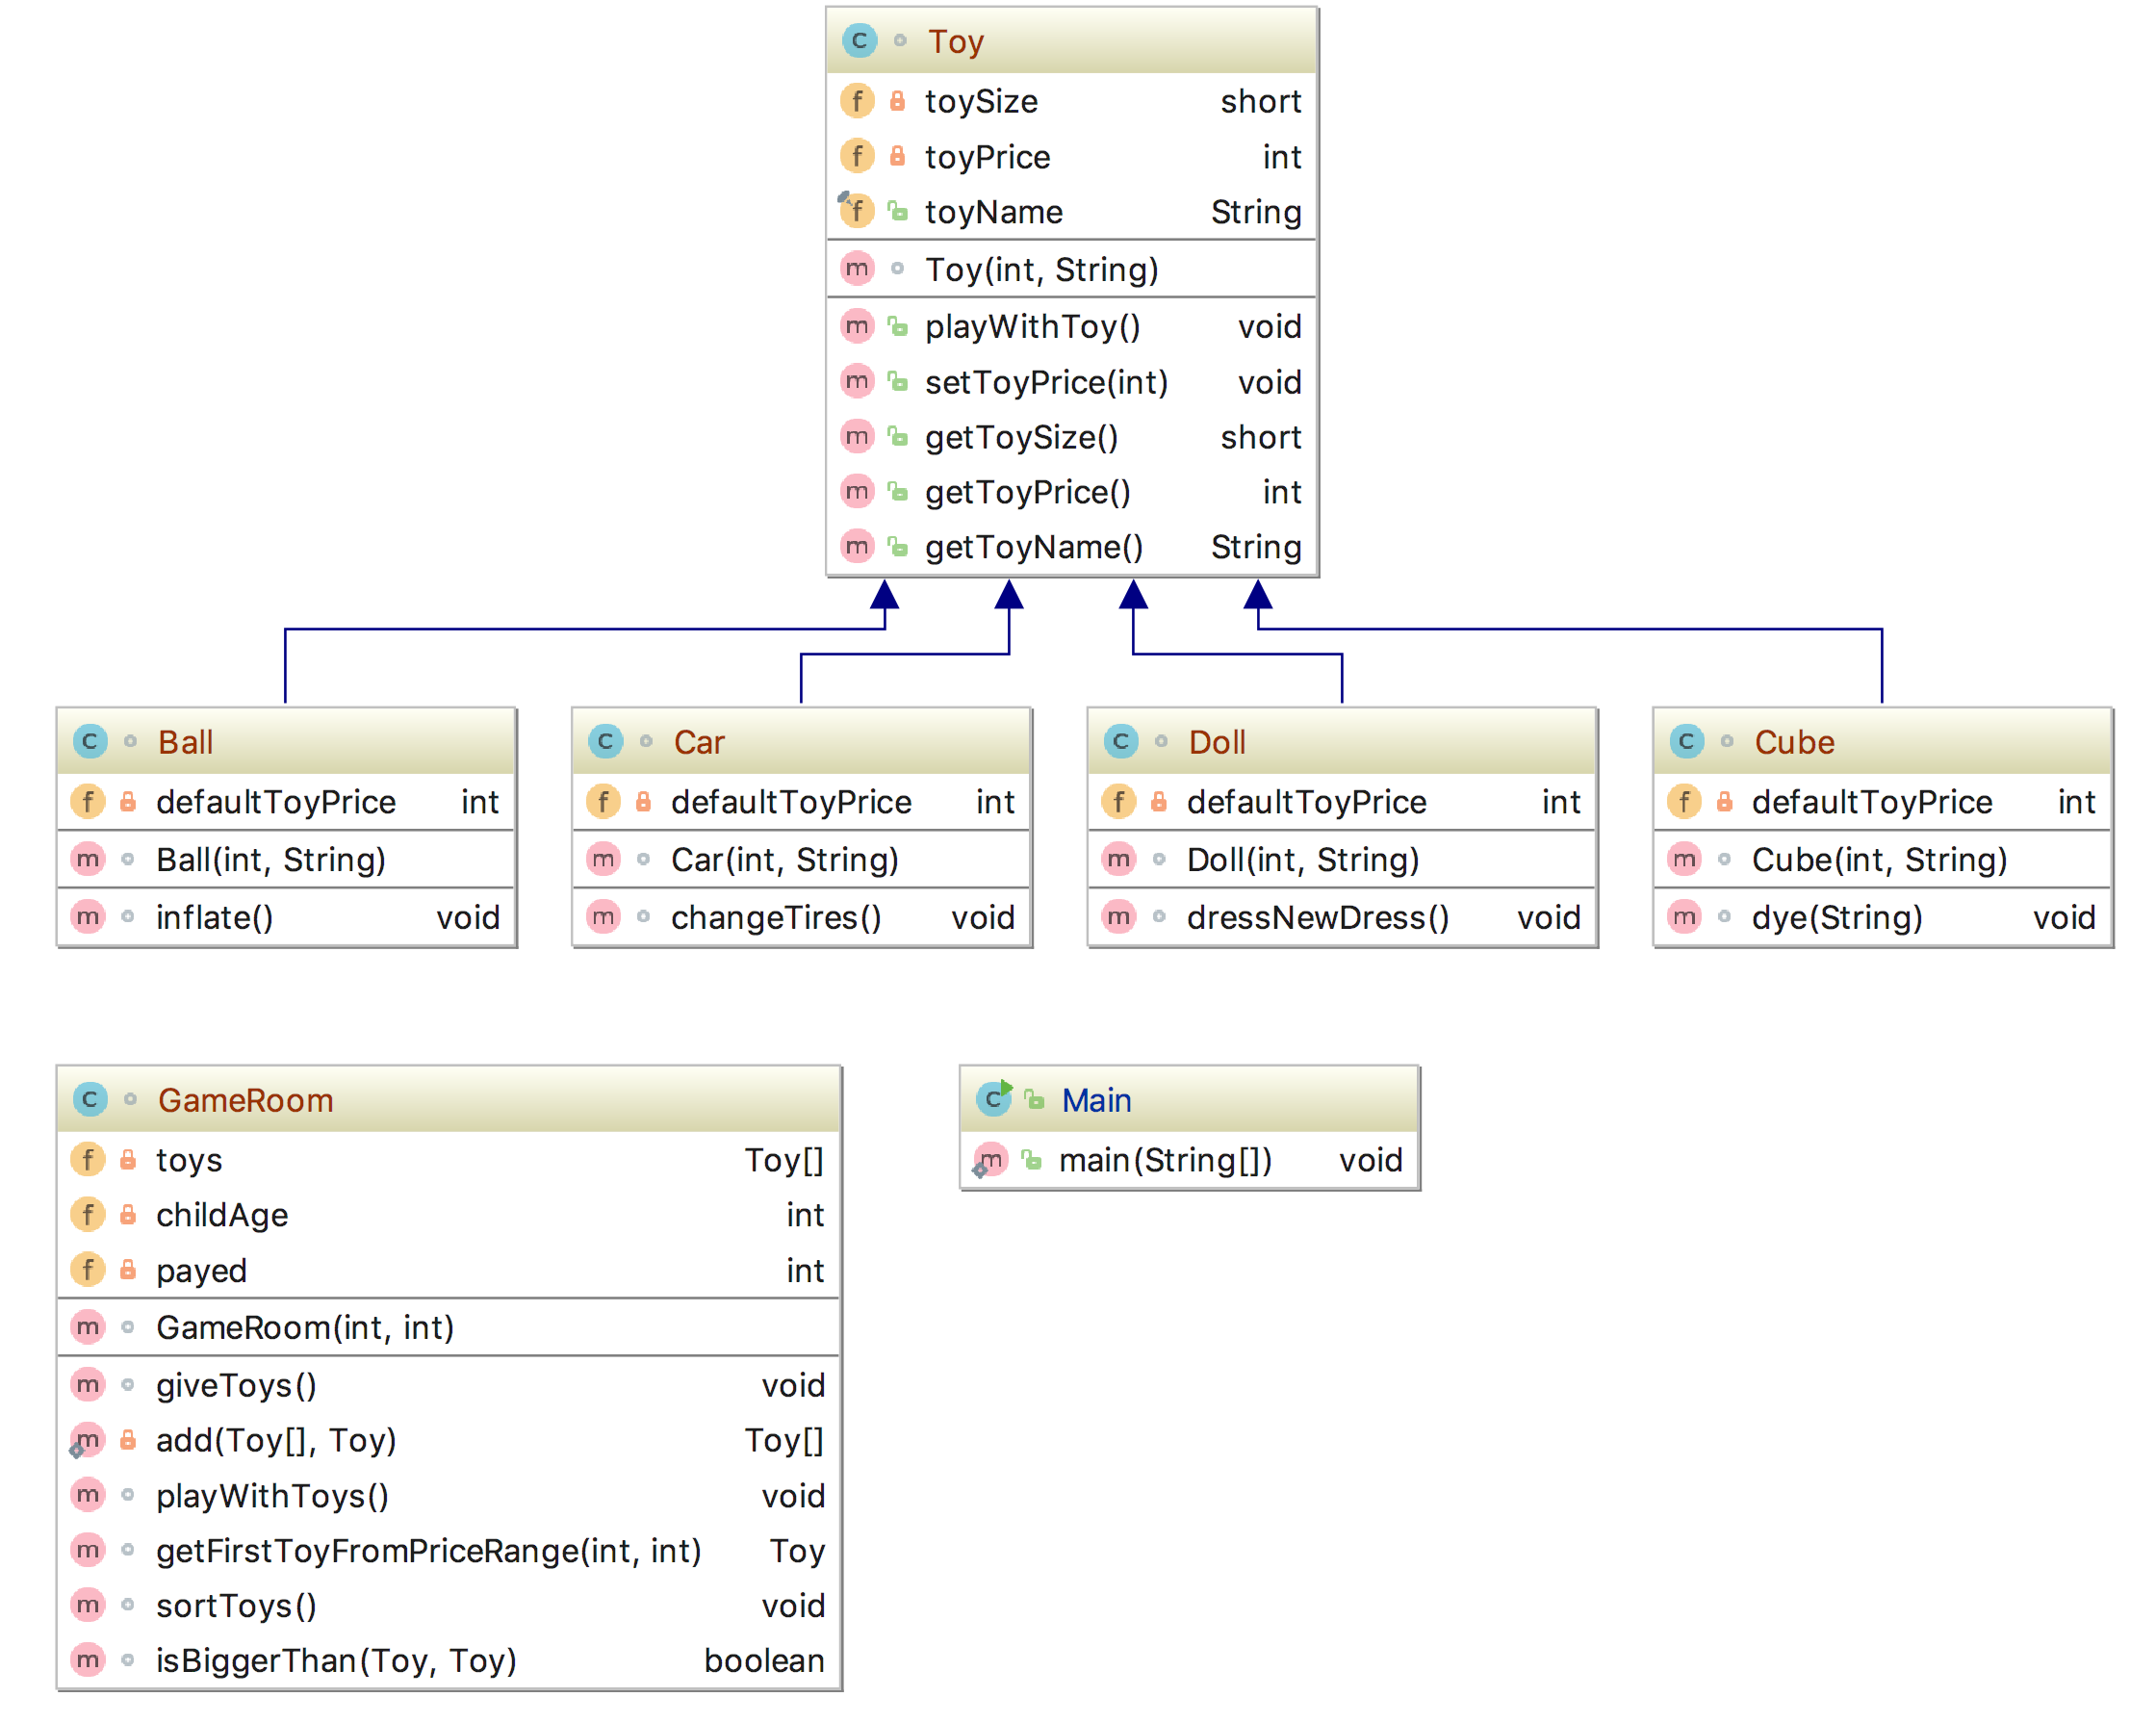 C Toy
f toySize short
f toyPrice int
f toyName String
m Toy(int, String)
m playWithToy() void
m setToyPrice(int) void
m getToySize() short
m getToyPrice() int
m getToyName() String
C Ball
f defaultToyPrice int
m Ball(int, String)
m inflate() void
C Car
f defaultToyPrice int
m Car(int, String)
m changeTires() void
C Doll
f defaultToyPrice int
m Doll(int, String)
m dressNewDress() void
C Cube
f defaultToyPrice int
m Cube(int, String)
m dye(String) void
C GameRoom
f toys Toy[]
f childAge int
f payed int
m GameRoom(int, int)
m giveToys() void
m add(Toy[], Toy) Toy[]
m playWithToys() void
m getFirstToyFromPriceRange(int, int) Toy
m sortToys() void
m isBiggerThan(Toy, Toy) boolean
C Main
m main(String[]) void